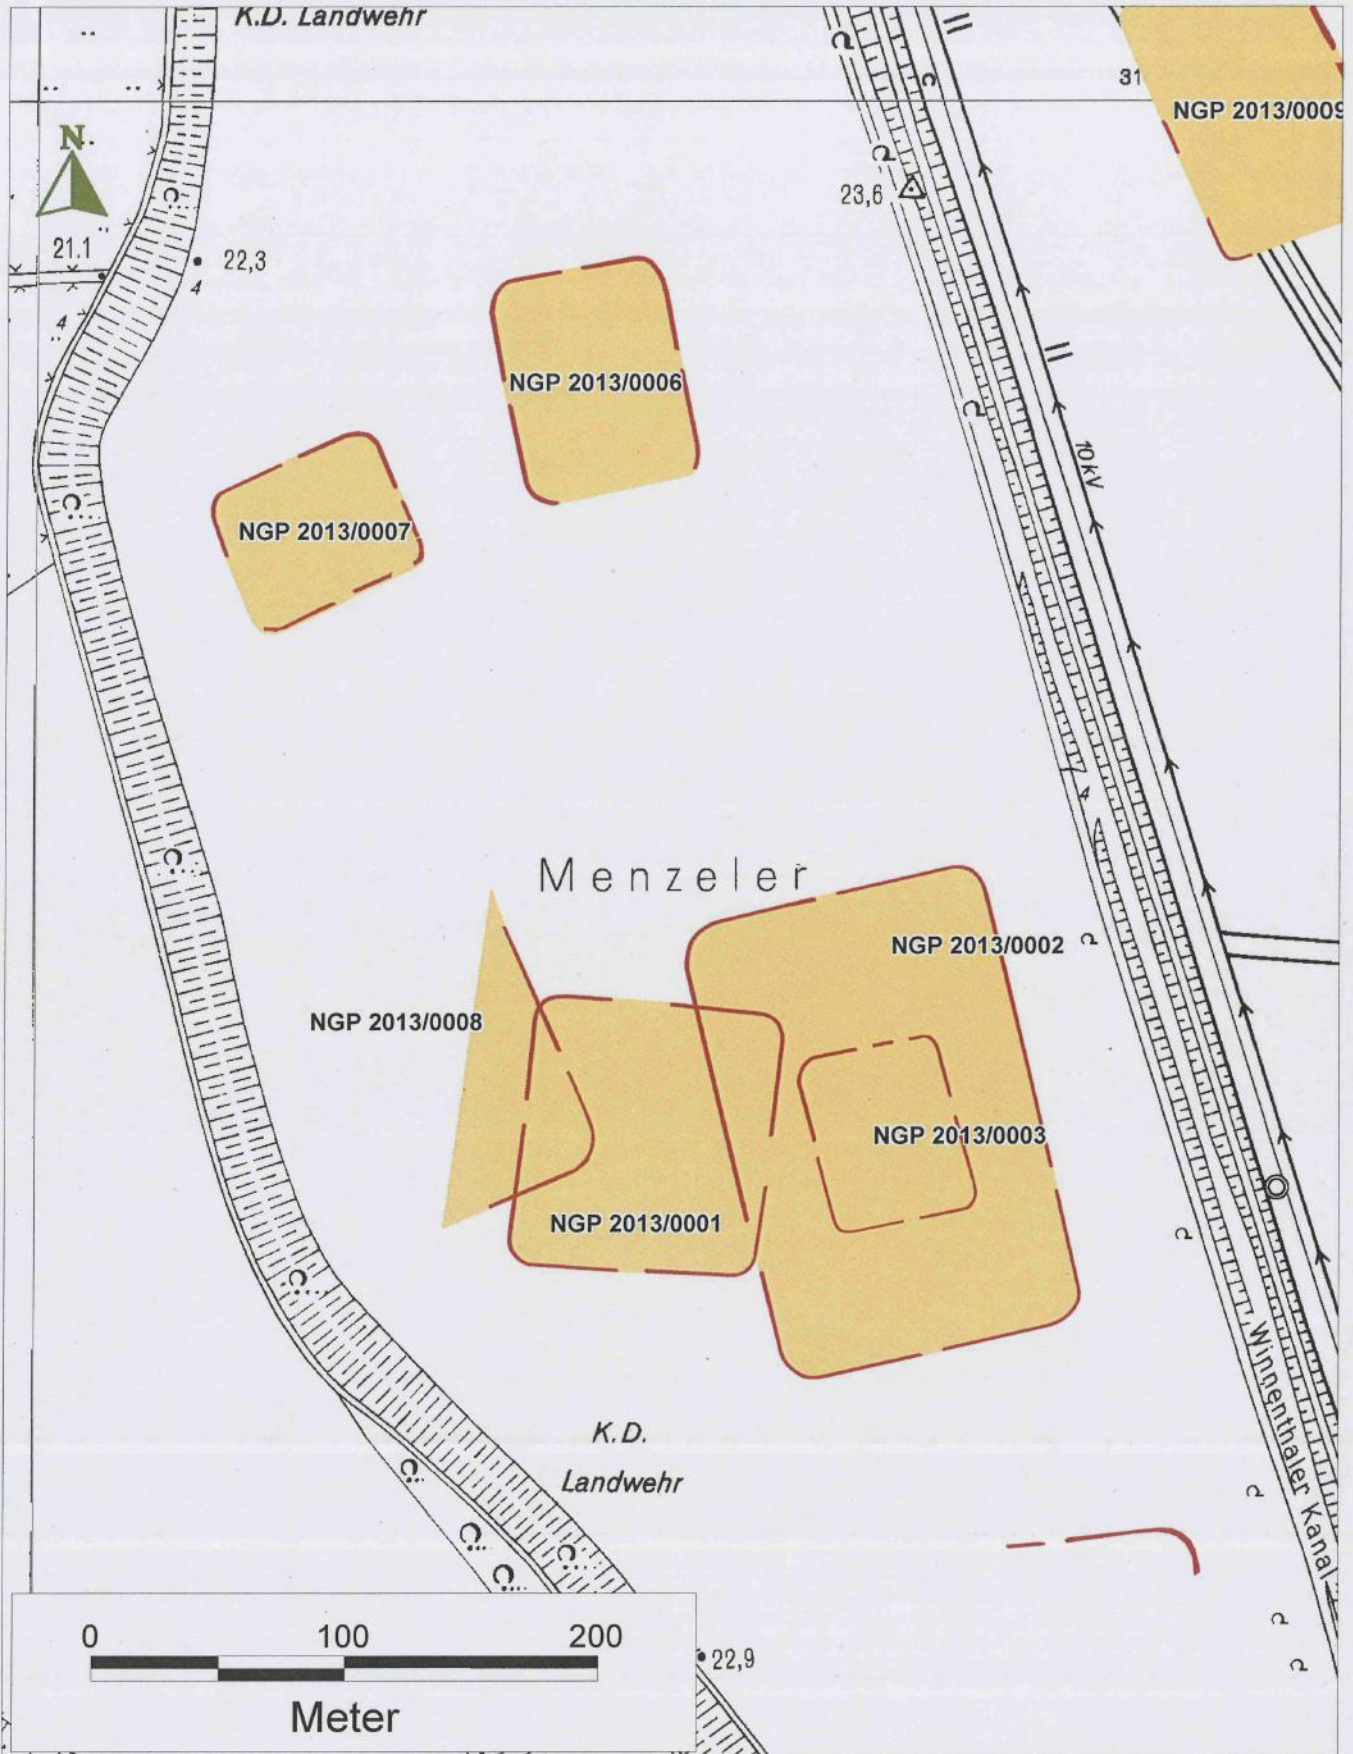 K.D. Landwehr
31
NGP 2013/0009
N
23,6
21.1
22,3
4
4
NGP 2013/0006
10kV
NGP 2013/0007
4
Menzeler
NGP 2013/0002
NGP 2013/0008
NGP 2013/0003
NGP 2013/0001
Winnenthaler Kanal
K.D.
Landwehr
0 100 200
Meter
22,9